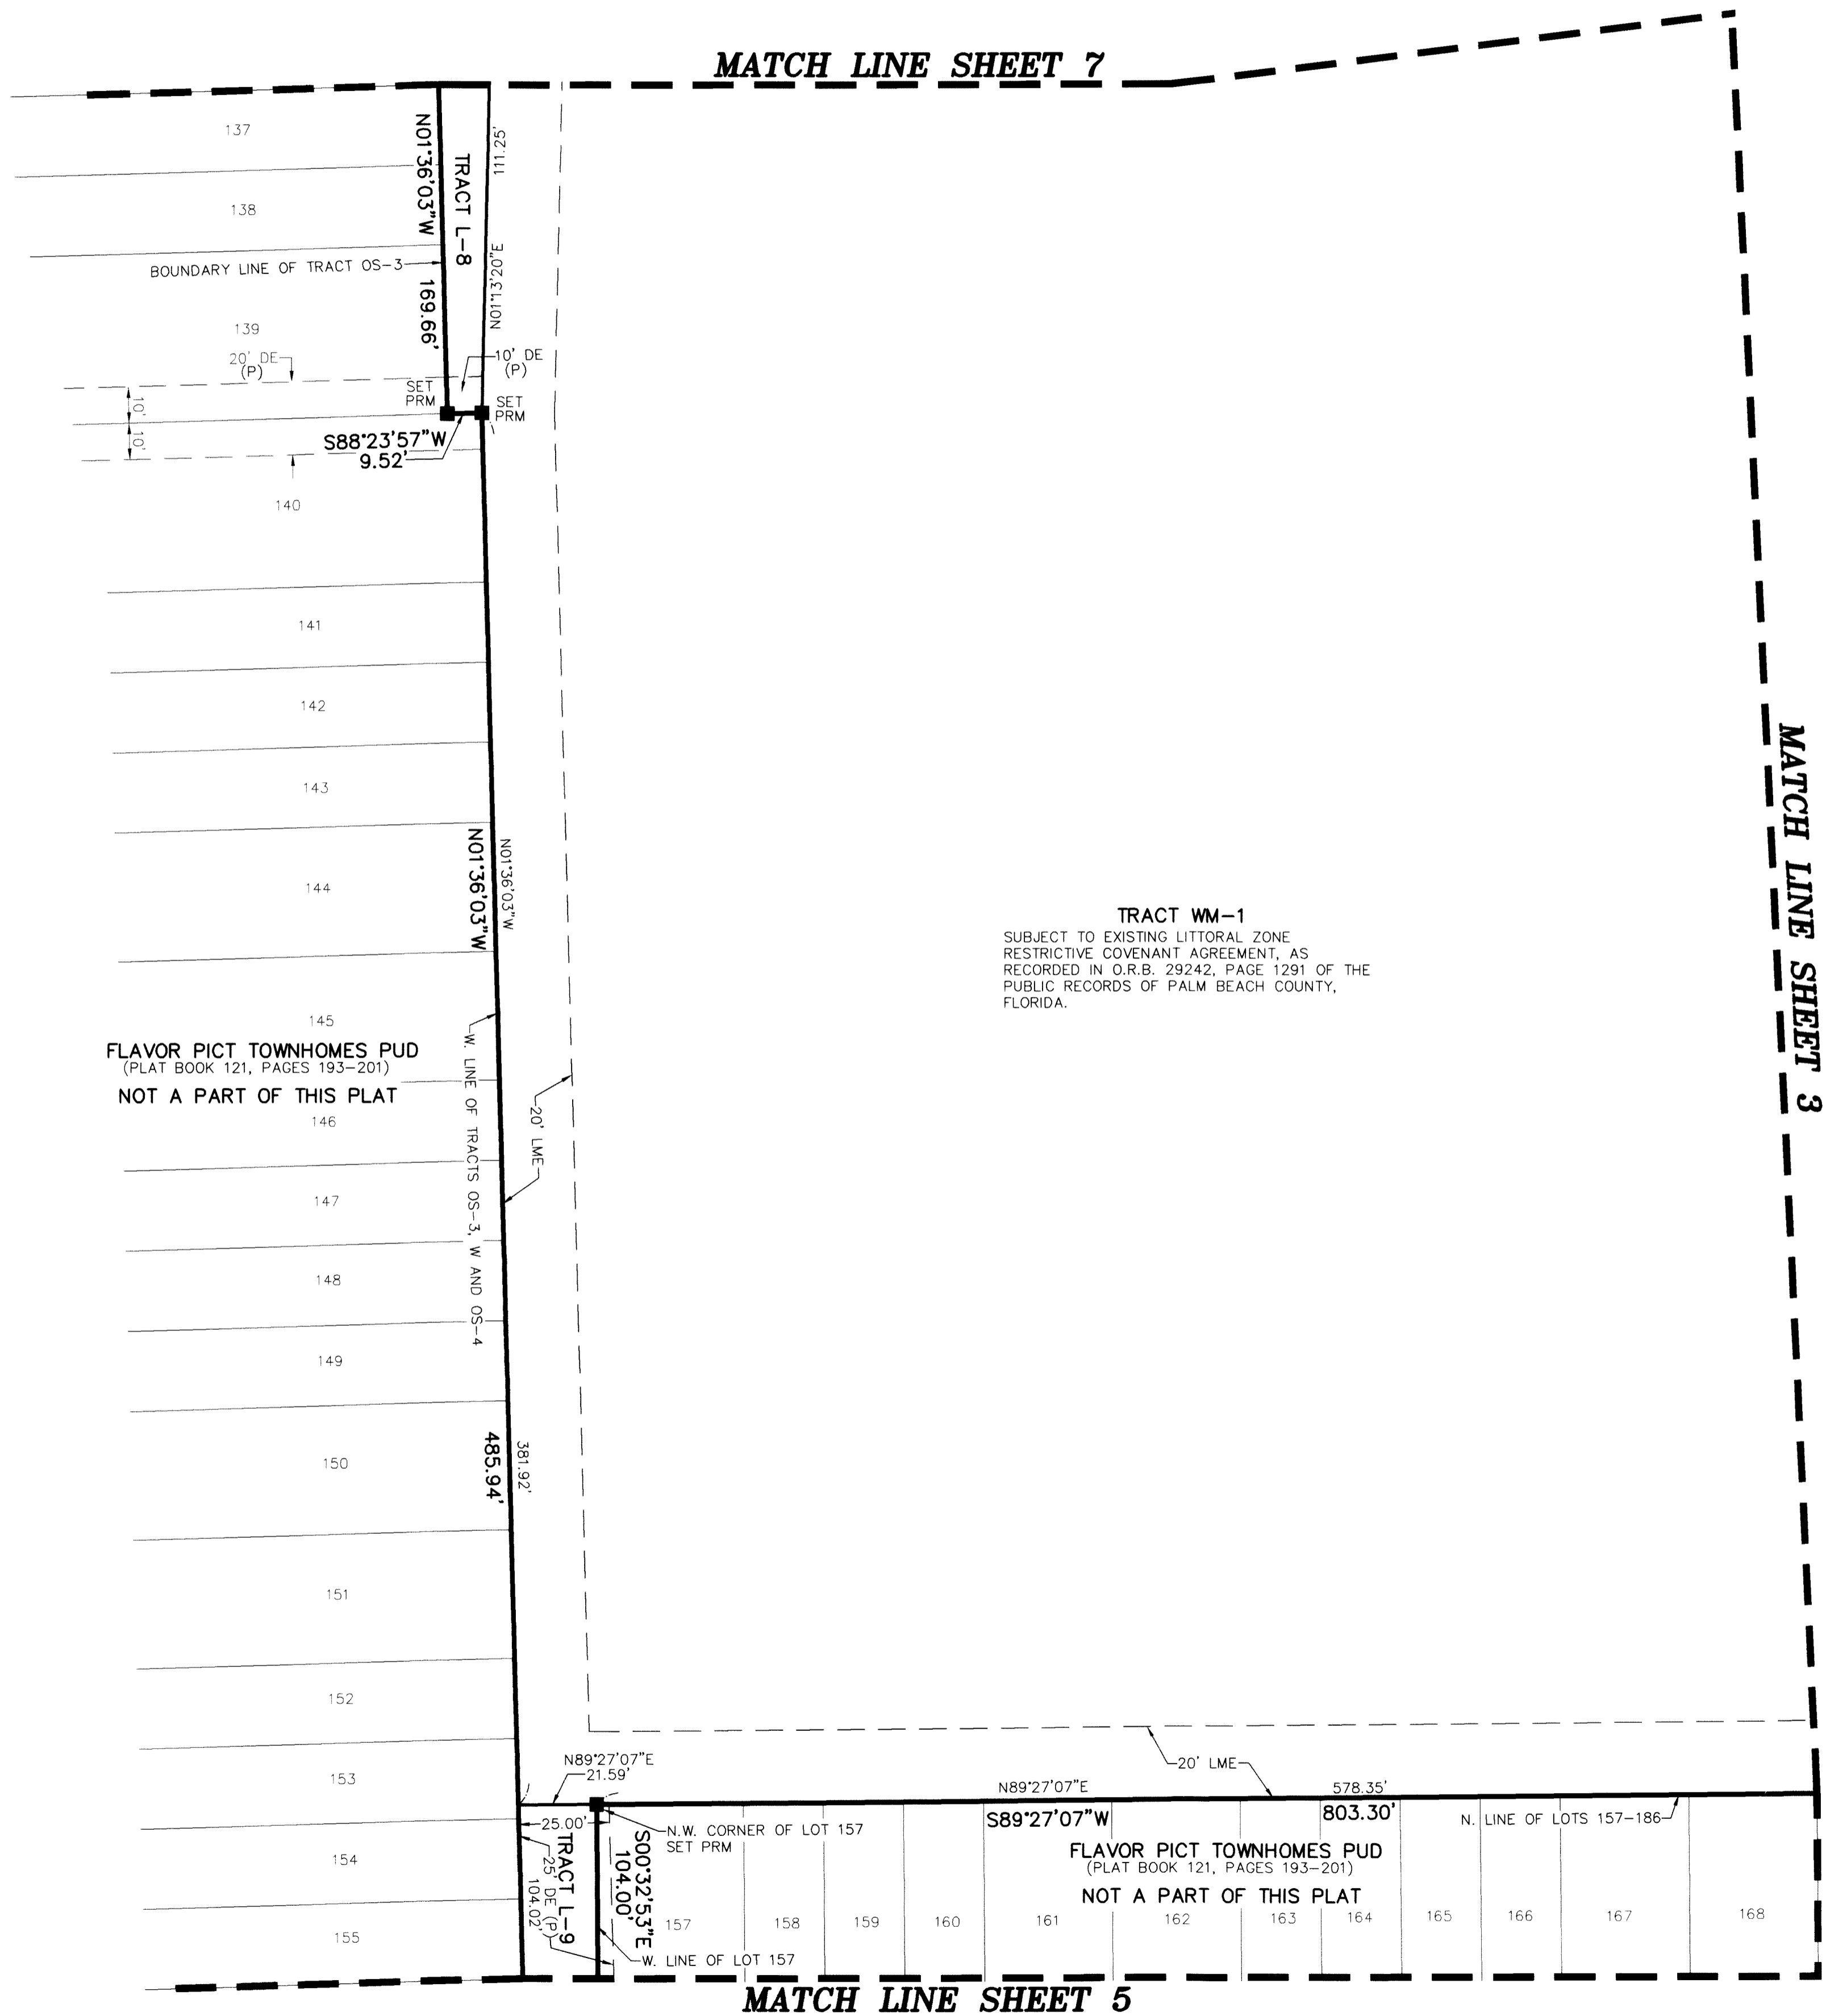 MATCH LINE SHEET 7
137
N01°36'03"W
169.66'
TRACT L-8
111.25'
N01°13'20"E
138
BOUNDARY LINE OF TRACT OS-3
139
20' DE
(P)
10' DE
(P)
SET
PRM
SET
PRM
10'
10'
S88°23'57"W
9.52'
140
141
142
143
N01°36'03"W
N01°36'03"W
144
TRACT WM-1
SUBJECT TO EXISTING LITTORAL ZONE
RESTRICTIVE COVENANT AGREEMENT, AS
RECORDED IN O.R.B. 29242, PAGE 1291 OF THE
PUBLIC RECORDS OF PALM BEACH COUNTY,
FLORIDA.
MATCH LINE SHEET 3
145
FLAVOR PICT TOWNHOMES PUD
(PLAT BOOK 121, PAGES 193-201)
NOT A PART OF THIS PLAT
W. LINE OF TRACTS OS-3, W AND OS-4
20' LME
146
147
148
149
485.94'
381.92'
150
151
152
153
N89°27'07"E
21.59'
20' LME
N89°27'07"E
578.35'
S89°27'07"W
803.30'
N. LINE OF LOTS 157-186
25.00'
N.W. CORNER OF LOT 157
SET PRM
TRACT L-9
25' DE (P)
104.02'
S00°32'53"E
104.00'
FLAVOR PICT TOWNHOMES PUD
(PLAT BOOK 121, PAGES 193-201)
NOT A PART OF THIS PLAT
154
155
157
158
159
160
161
162
163
164
165
166
167
168
W. LINE OF LOT 157
MATCH LINE SHEET 5